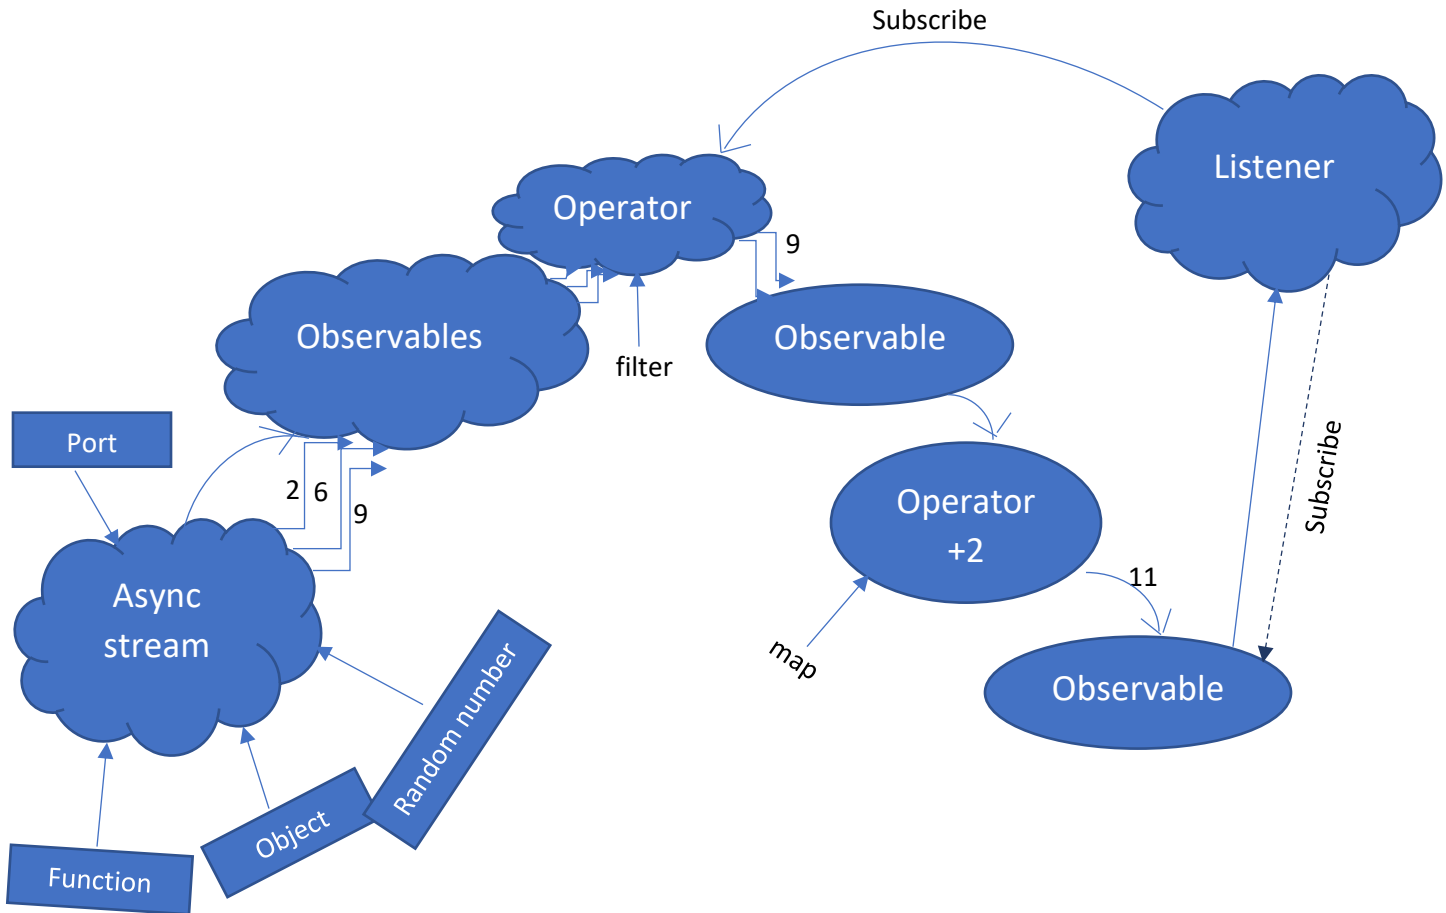 Subscribe
Listener
Operator
9
Observables
Observable
filter
Port
2
6
9
Subscribe
Operator
+2
11
Async
stream
map
Random number
Observable
Object
Function